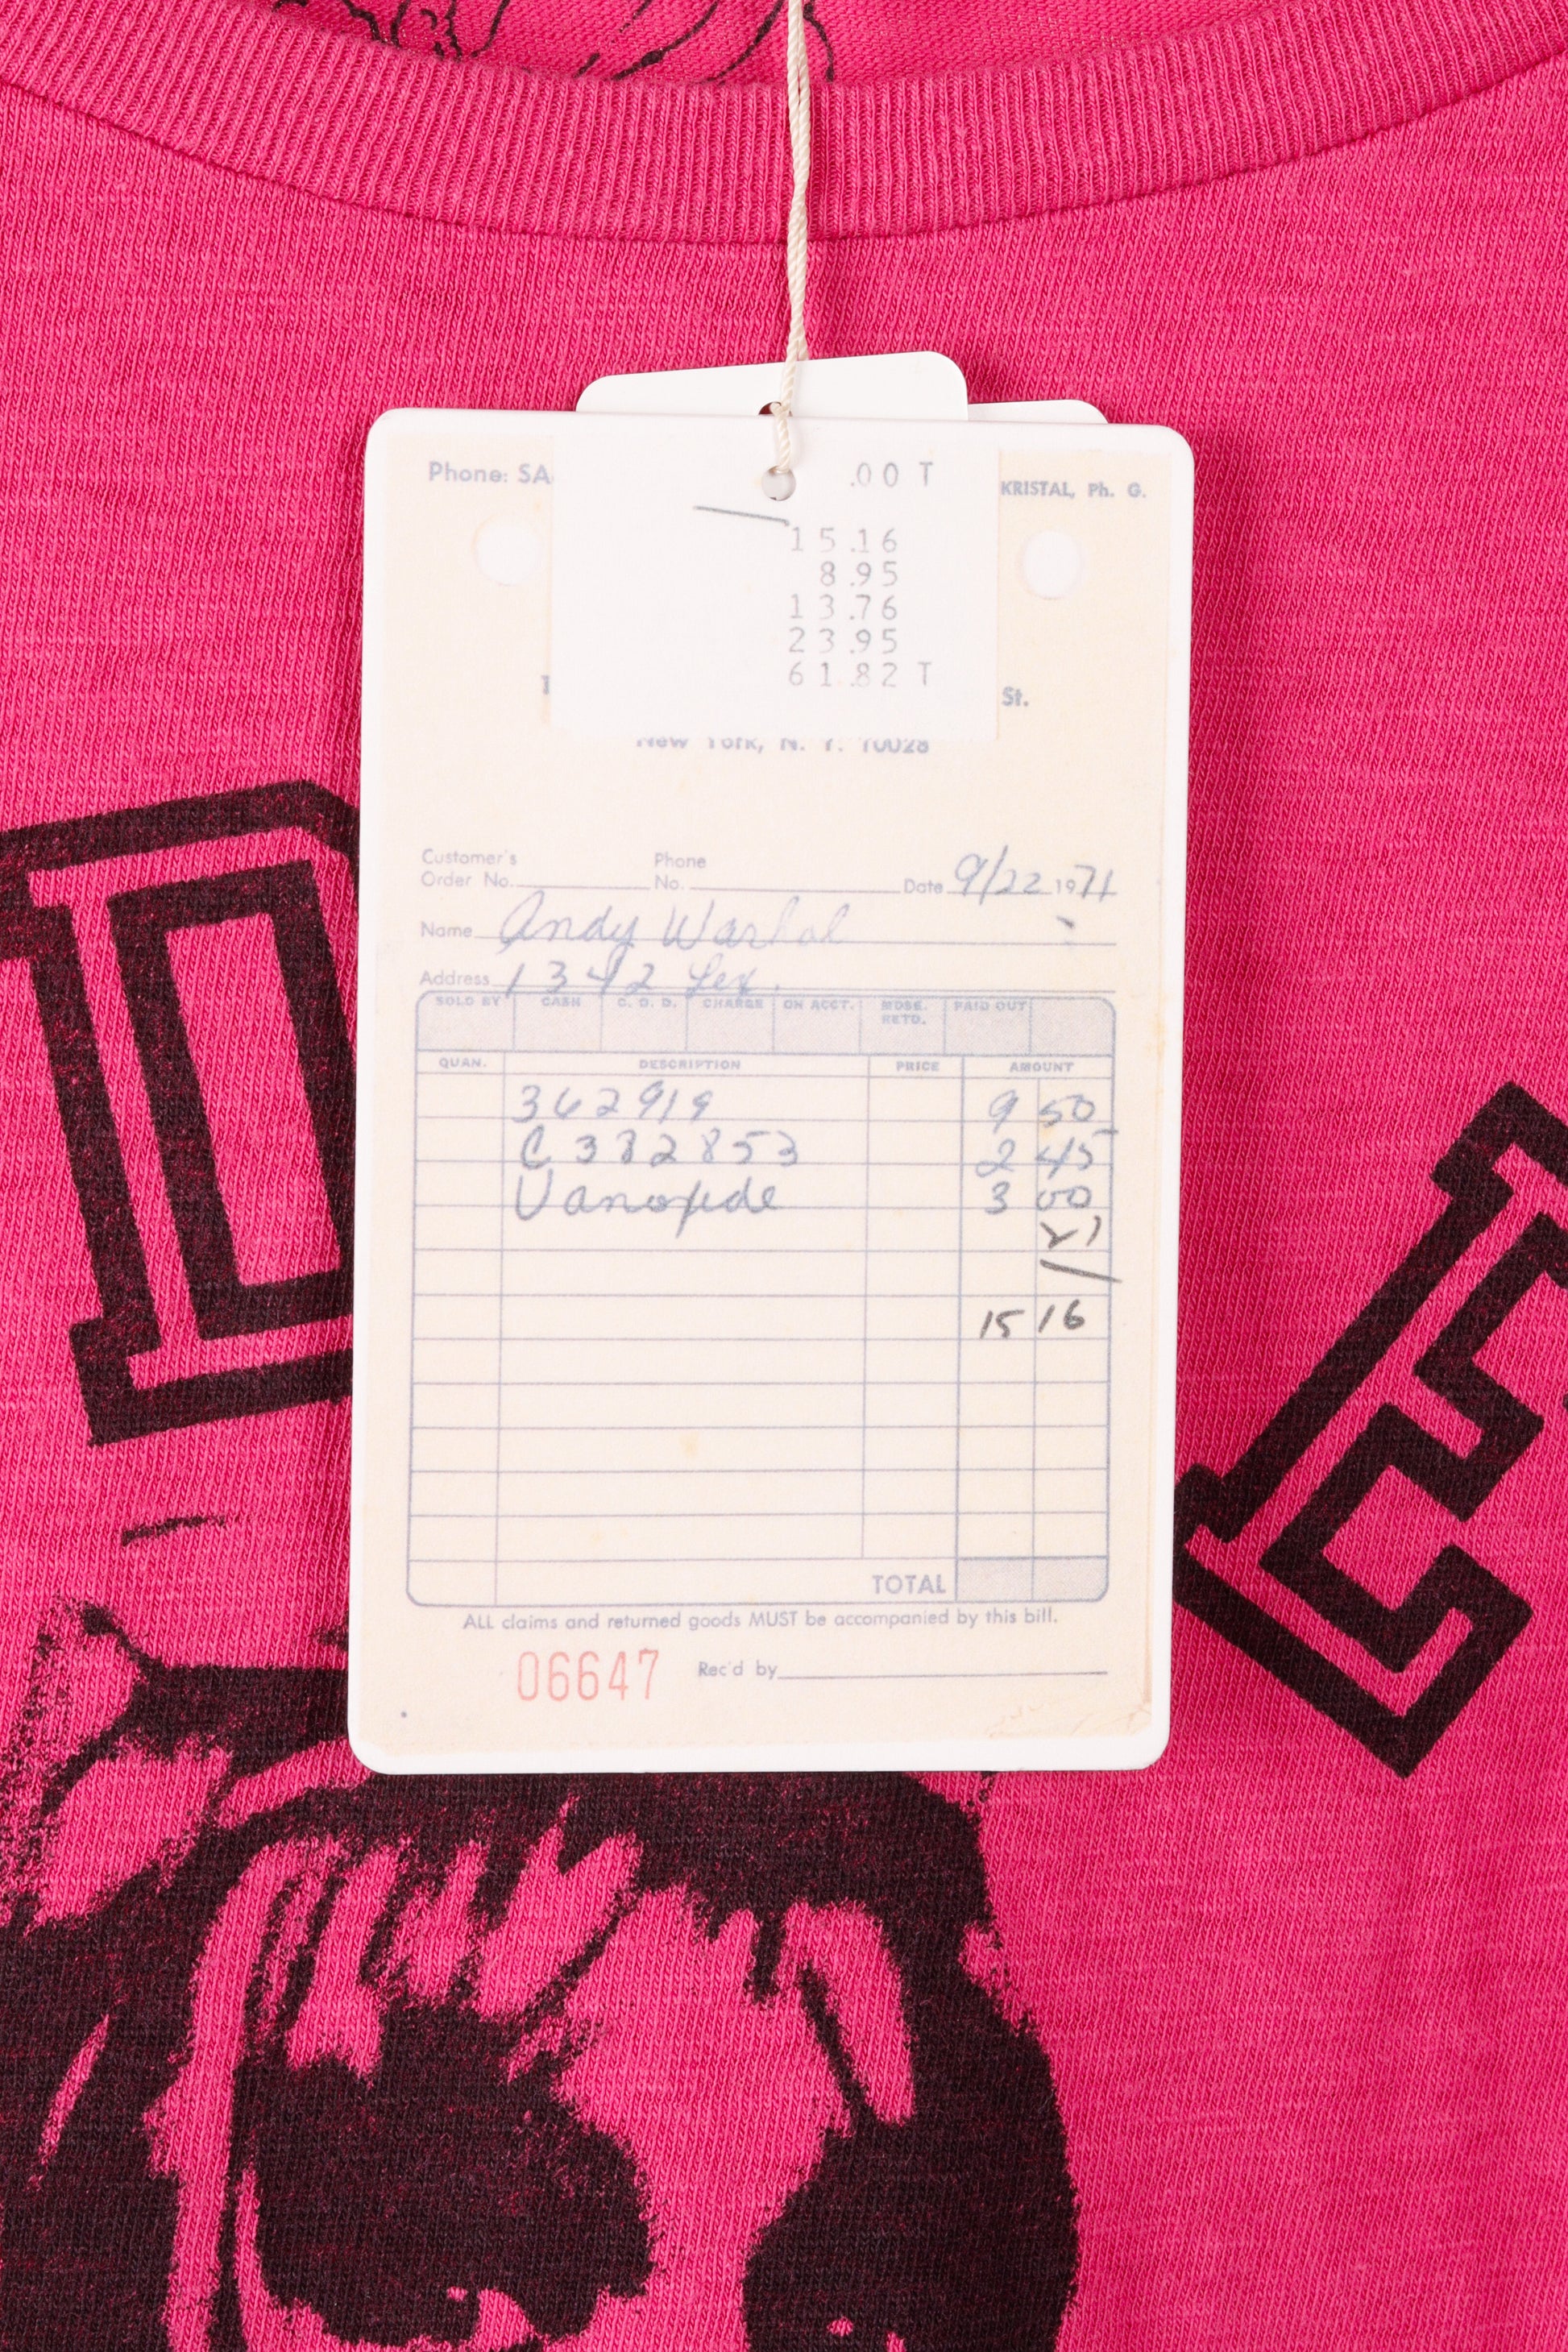 Phone: SA
.00 T
KRISTAL, Ph. G.
15.16
8.95
13.76
23.95
61.82 T
St.
New York, N. Y. 10028
Customer's
Order No.
Phone
No.
Date 9/22 1971
Name Andy Warhol
Address 1342 Lex.
SOLD BY CASH C. O. D. CHARGE ON ACCT. MDSE. RETD. PAID OUT
QUAN. DESCRIPTION PRICE AMOUNT
362919 9 50
C382853 2 45
Vanoxide 3 00
21
15 16
TOTAL
ALL claims and returned goods MUST be accompanied by this bill.
06647 Rec'd by
D
E